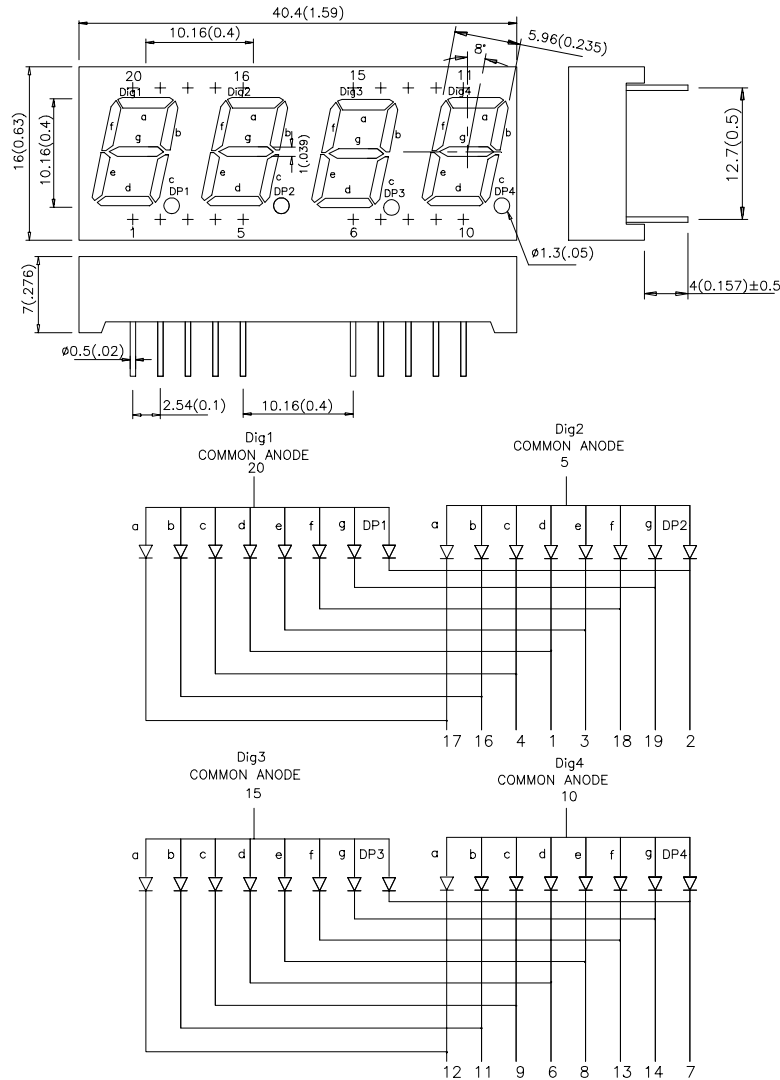 40.4(1.59)
10.16(0.4)
5.96(0.235)
8°
20 16 15 11
Dig1 Dig2 Dig3 Dig4
a a a
f b f b f b f b
g g g g
16(0.63)
10.16(0.4)
1(.039)
12.7(0.5)
e e e e
c c c c
d d d d
DP1 DP2 DP3 DP4
1 5 6 10
ø1.3(.05)
7(.276)
4(0.157)±0.5
ø0.5(.02)
2.54(0.1)
10.16(0.4)
Dig1
COMMON ANODE
20
Dig2
COMMON ANODE
5
a b c d e f g DP1
a b c d e f g DP2
17 16 4 1 3 18 19 2
Dig3
COMMON ANODE
15
Dig4
COMMON ANODE
10
a b c d e f g DP3
a b c d e f g DP4
12 11 9 6 8 13 14 7